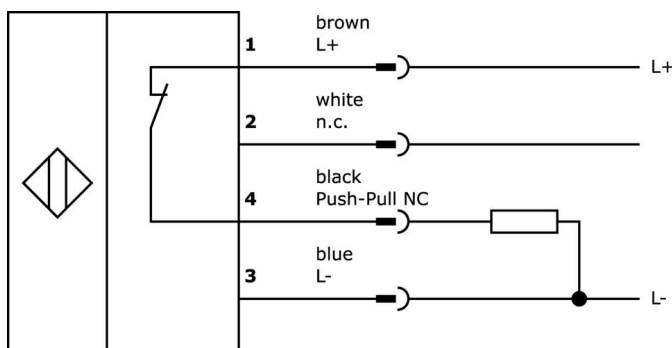 brown
1 L+
L+
white
2 n.c.
black
4 Push-Pull NC
blue
3 L-
L-